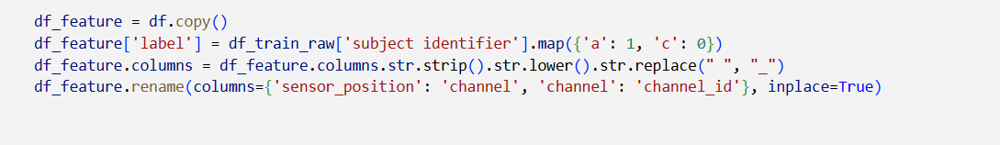 df_feature = df.copy()
df_feature['label'] = df_train_raw['subject identifier'].map({'a': 1, 'c': 0})
df_feature.columns = df_feature.columns.str.strip().str.lower().str.replace(" ", "_")
df_feature.rename(columns={'sensor_position': 'channel', 'channel': 'channel_id'}, inplace=True)